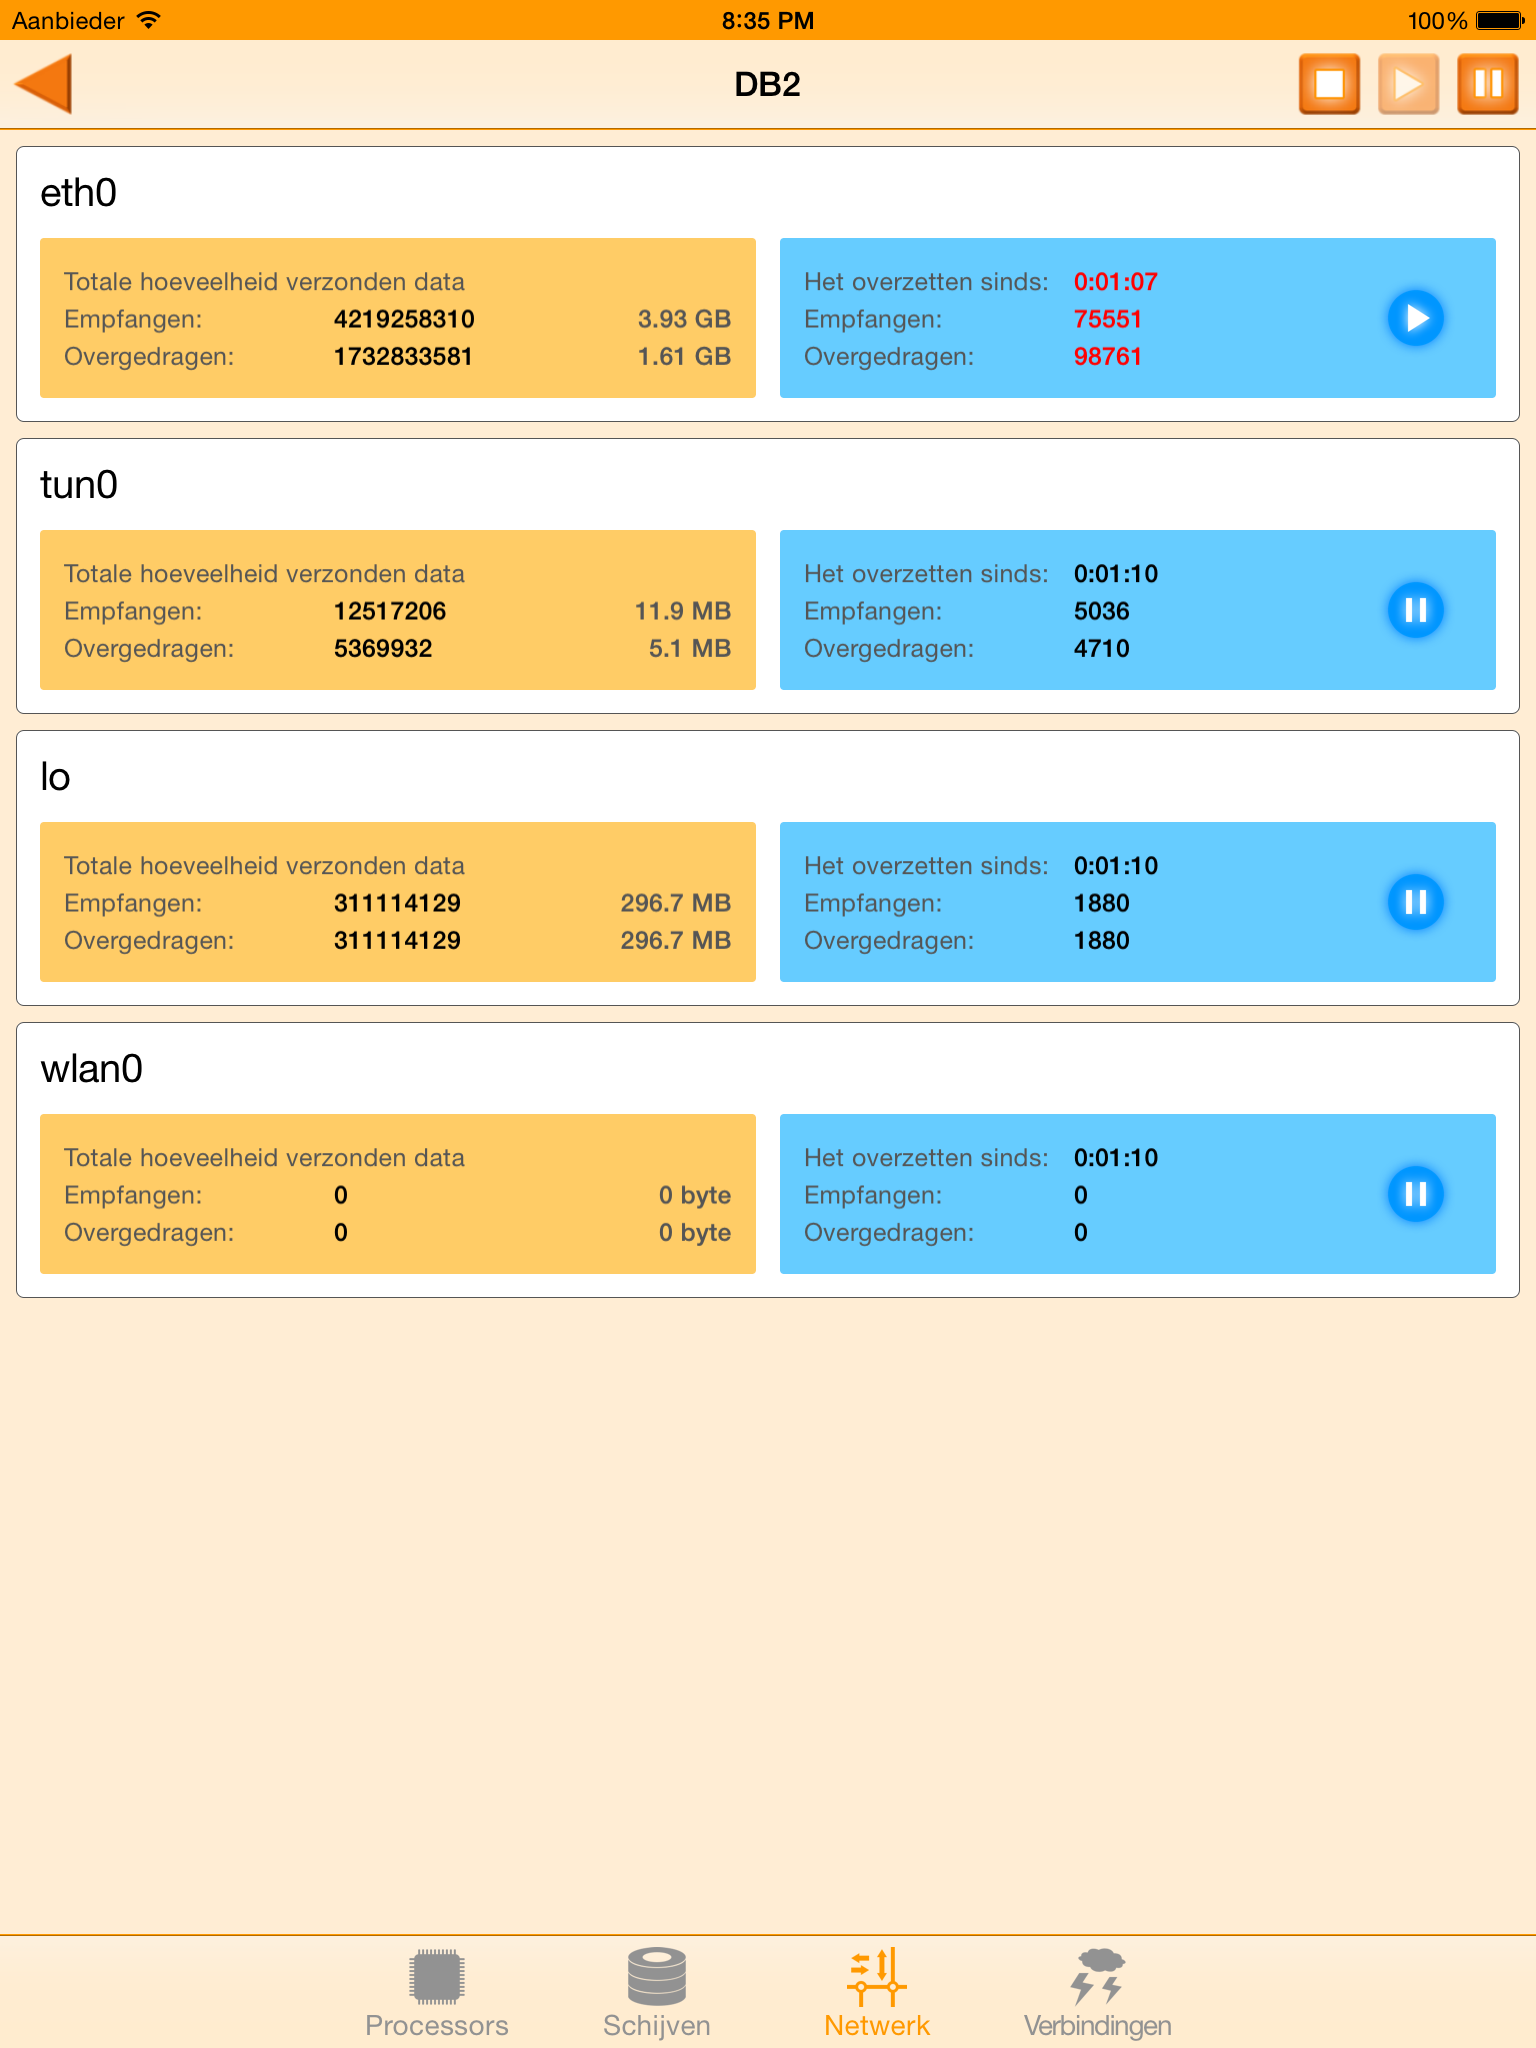 Aanbieder 8:35 PM 100%
DB2
eth0
Totale hoeveelheid verzonden data
Empfangen: 4219258310 3.93 GB
Overgedragen: 1732833581 1.61 GB
Het overzetten sinds: 0:01:07
Empfangen: 75551
Overgedragen: 98761
tun0
Totale hoeveelheid verzonden data
Empfangen: 12517206 11.9 MB
Overgedragen: 5369932 5.1 MB
Het overzetten sinds: 0:01:10
Empfangen: 5036
Overgedragen: 4710
lo
Totale hoeveelheid verzonden data
Empfangen: 311114129 296.7 MB
Overgedragen: 311114129 296.7 MB
Het overzetten sinds: 0:01:10
Empfangen: 1880
Overgedragen: 1880
wlan0
Totale hoeveelheid verzonden data
Empfangen: 0 0 byte
Overgedragen: 0 0 byte
Het overzetten sinds: 0:01:10
Empfangen: 0
Overgedragen: 0
Processors Schijven Netwerk Verbindingen